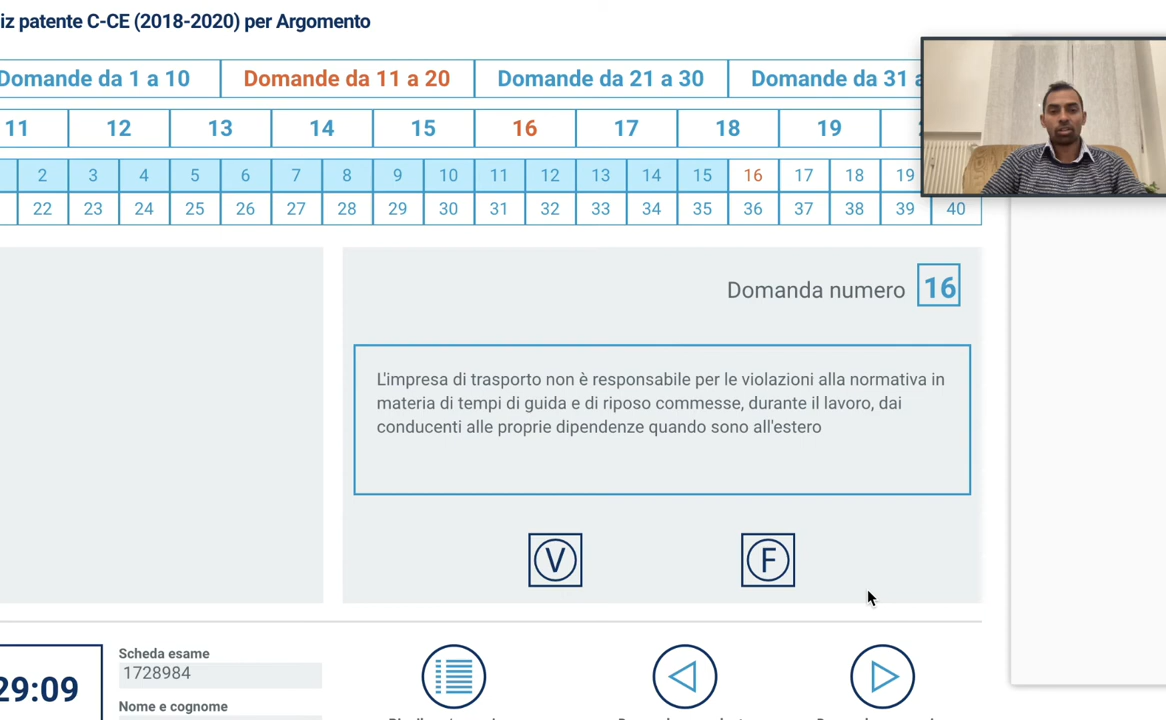 iz patente C-CE (2018-2020) per Argomento
Domande da 1 a 10 Domande da 11 a 20 Domande da 21 a 30 Domande da 31 a
11 12 13 14 15 16 17 18 19
2 3 4 5 6 7 8 9 10 11 12 13 14 15 16 17 18 19
22 23 24 25 26 27 28 29 30 31 32 33 34 35 36 37 38 39 40
Domanda numero 16
L'impresa di trasporto non è responsabile per le violazioni alla normativa in
materia di tempi di guida e di riposo commesse, durante il lavoro, dai
conducenti alle proprie dipendenze quando sono all'estero
V F
Scheda esame
1728984
29:09
Nome e cognome